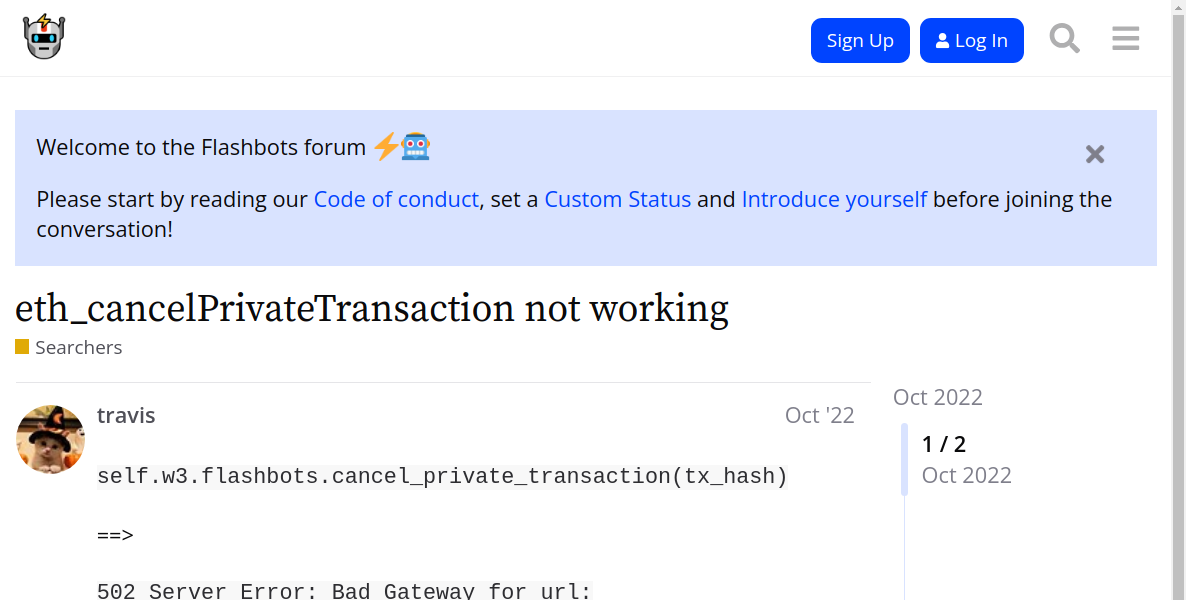 Sign Up
Log In
Welcome to the Flashbots forum
Please start by reading our Code of conduct, set a Custom Status and Introduce yourself before joining the
conversation!
eth_cancelPrivateTransaction not working
Searchers
travis
Oct '22
self.w3.flashbots.cancel_private_transaction(tx_hash)
==>
502 Server Error: Bad Gateway for url:
Oct 2022
1 / 2
Oct 2022